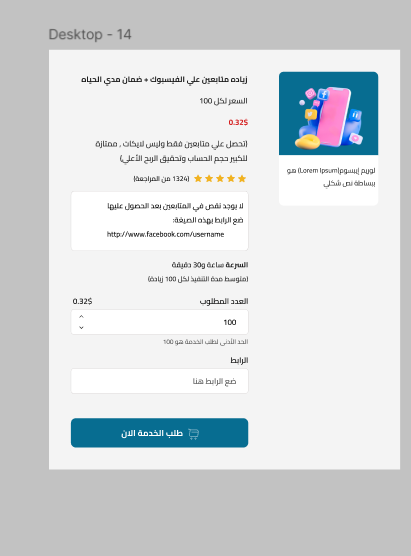 Desktop - 14
زياده متابعين علي الفيسبوك + ضمان مدي الحياه
السعر لكل 100
0.32$
(تحصل علي متابعين فقط وليس لايكات , ممتازة
لتكبير حجم الحساب وتحقيق الربح الأعلي)
(1324 من المراجعة)
لا يوجد نقص في المتابعين بعد الحصول عليها
ضع الرابط بهذه الصيغة:
http://www.facebook.com/username
السرعة ساعة و30 دقيقة
(متوسط مدة التنفيذ لكل 100 زيادة)
العدد المطلوب
0.32$
100
الحد الأدنى لطلب الخدمة هو 100
الرابط
ضع الرابط هنا
طلب الخدمة الان
لوريم إيبسوم(Lorem Ipsum) هو
ببساطة نص شكلي